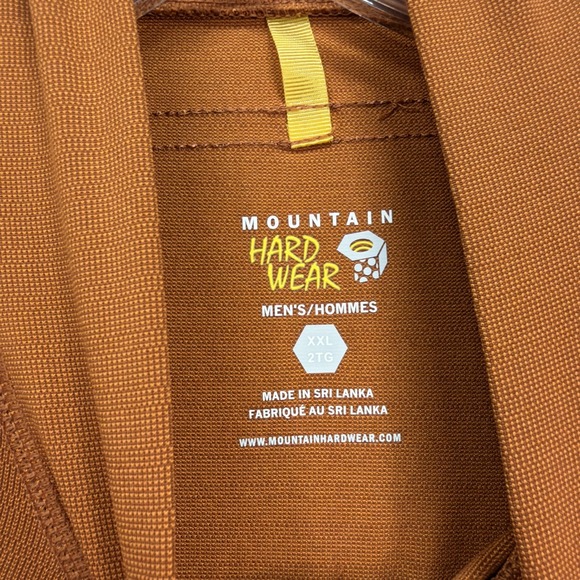 MOUNTAIN
HARD
WEAR
MEN'S/HOMMES
XXL
2TG
MADE IN SRI LANKA
FABRIQUÉ AU SRI LANKA
WWW.MOUNTAINHARDWEAR.COM